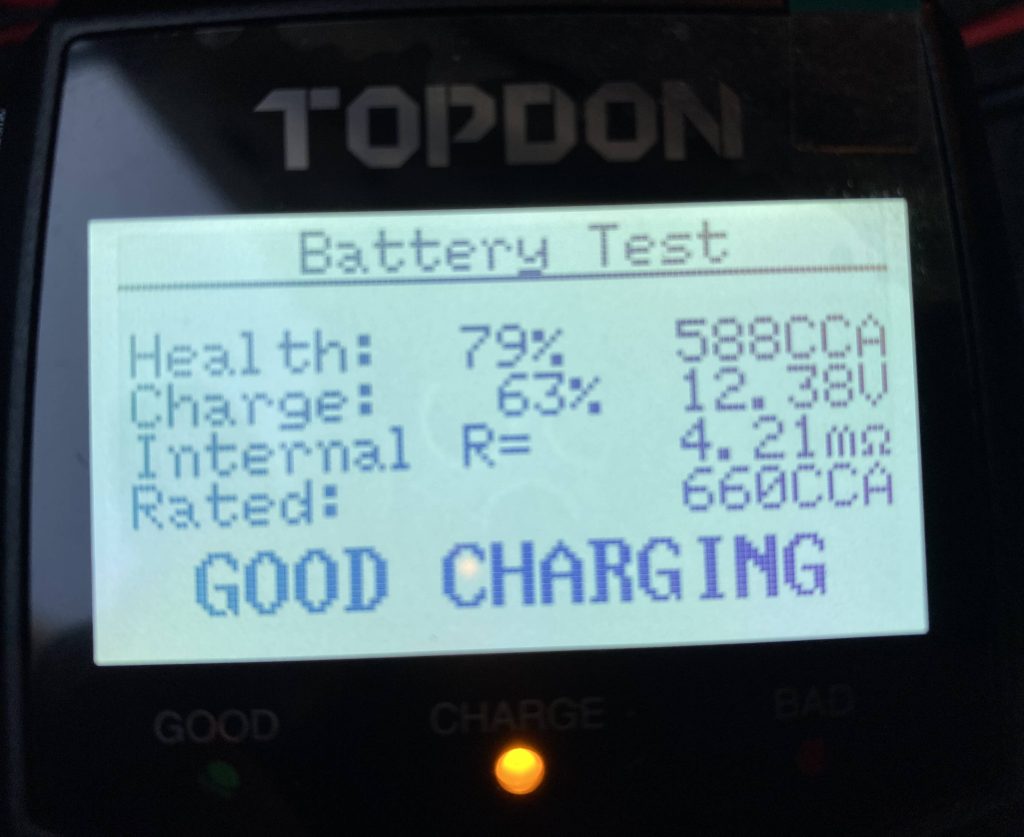 TOPDON
Battery Test
Health: 79% 588CCA
Charge: 63% 12.38V
Internal R= 4.21mΩ
Rated: 660CCA
GOOD CHARGING
GOOD CHARGE BAD